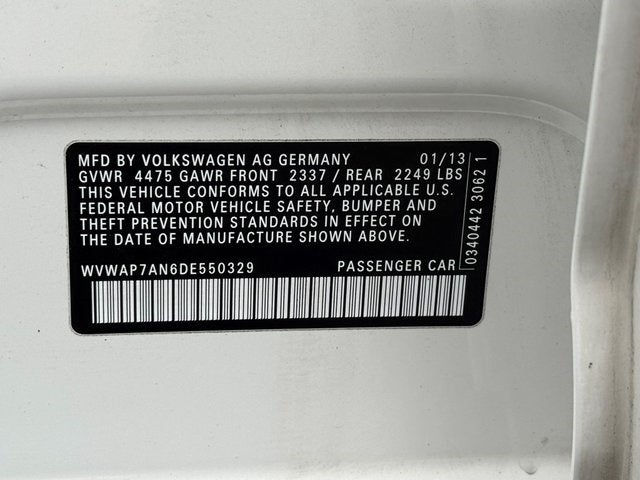 MFD BY VOLKSWAGEN AG GERMANY 01/13
GVWR 4475 GAWR FRONT 2337 / REAR 2249 LBS
THIS VEHICLE CONFORMS TO ALL APPLICABLE U.S.
FEDERAL MOTOR VEHICLE SAFETY, BUMPER AND
THEFT PREVENTION STANDARDS IN EFFECT ON
THE DATE OF MANUFACTURE SHOWN ABOVE.
WVWAP7AN6DE550329 PASSENGER CAR
0340442 30621